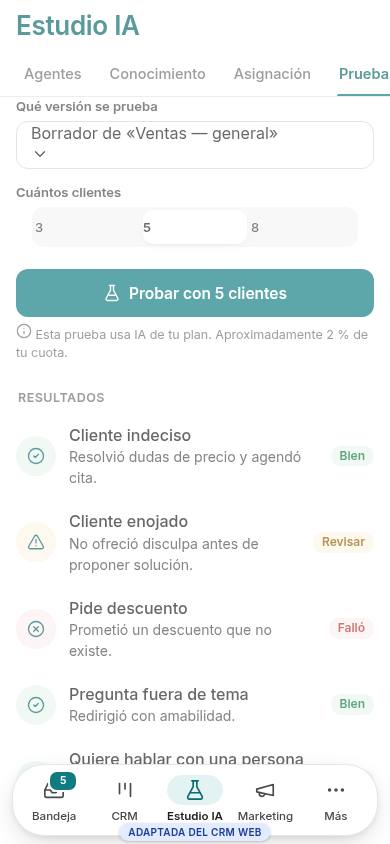 Estudio IA
Agentes Conocimiento Asignación Prueba
Qué versión se prueba
Borrador de «Ventas — general»
Cuántos clientes
3 5 8
Probar con 5 clientes
Esta prueba usa IA de tu plan. Aproximadamente 2 % de
tu cuota.
RESULTADOS
Cliente indeciso
Resolvió dudas de precio y agendó
cita.
Bien
Cliente enojado
No ofreció disculpa antes de
proponer solución.
Revisar
Pide descuento
Prometió un descuento que no
existe.
Falló
Pregunta fuera de tema
Redirigió con amabilidad.
Bien
Quiere hablar con una persona
5
Bandeja CRM Estudio IA Marketing Más
ADAPTADA DEL CRM WEB